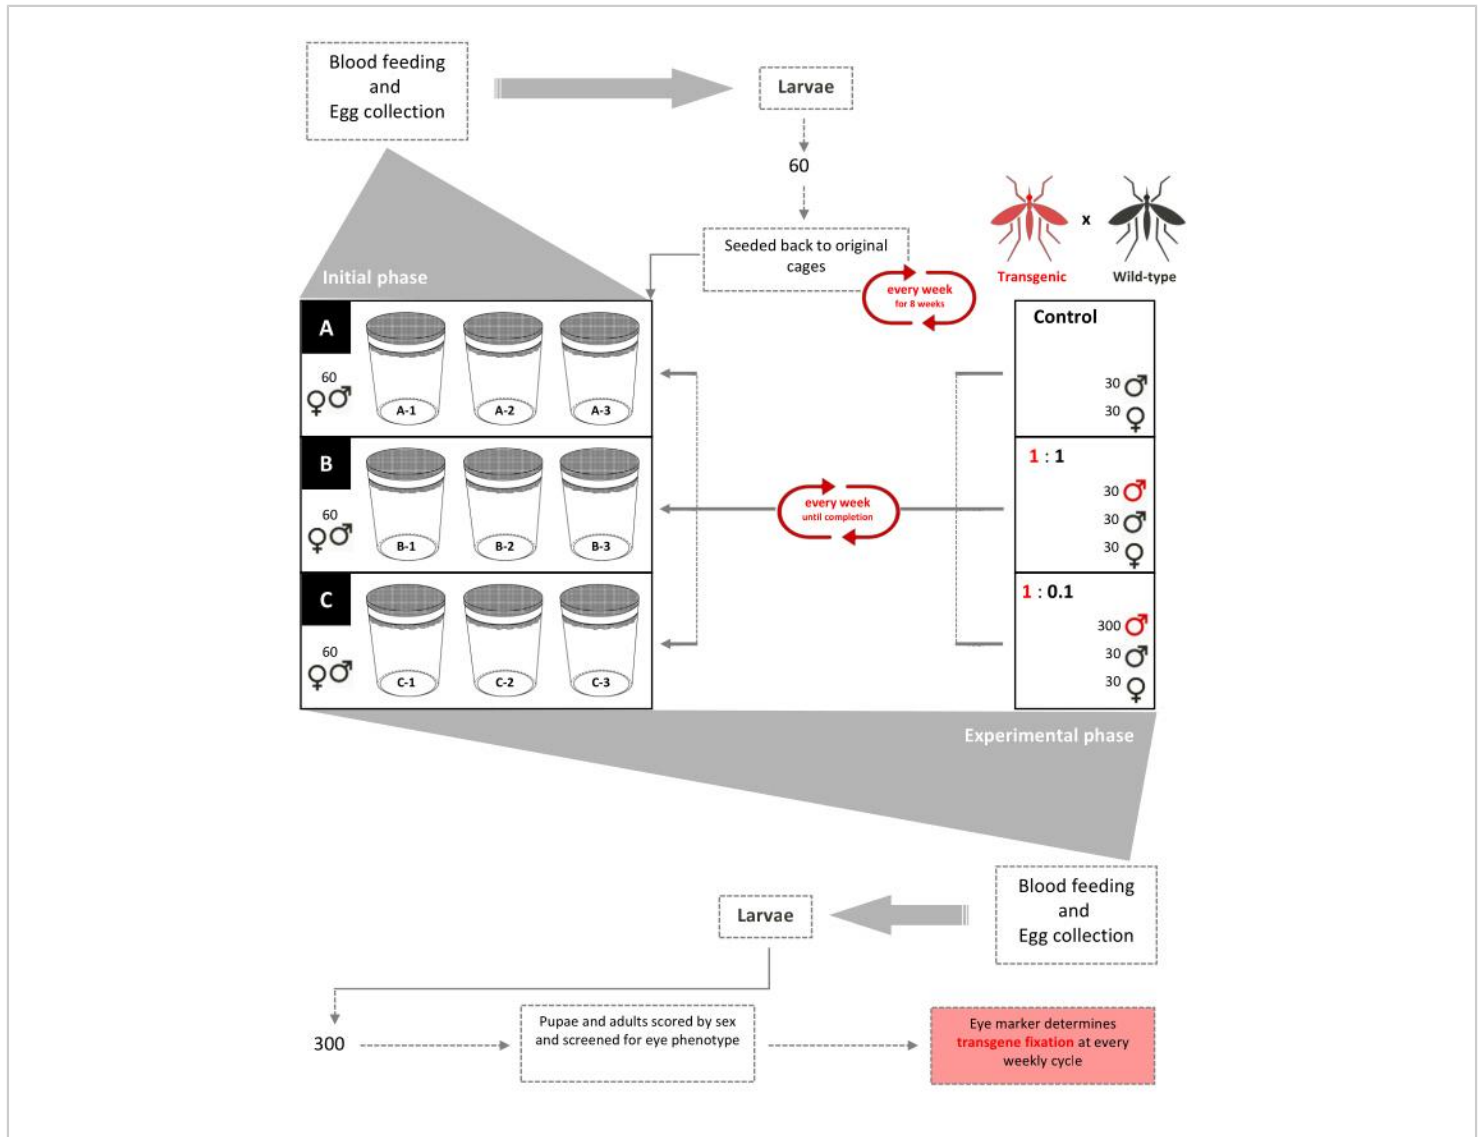 Blood feeding
and
Egg collection
Larvae
60
Seeded back to original
cages
every week
for 8 weeks
Transgenic
x
Wild-type
Initial phase
A
60
♀♂
A-1
A-2
A-3
B
60
♀♂
B-1
B-2
B-3
C
60
♀♂
C-1
C-2
C-3
every week
until completion
Control
30 ♂
30 ♀
1 : 1
30 ♂
30 ♂
30 ♀
1 : 0.1
300 ♂
30 ♂
30 ♀
Experimental phase
Blood feeding
and
Egg collection
Larvae
300
Pupae and adults scored by sex
and screened for eye phenotype
Eye marker determines
transgene fixation at every
weekly cycle